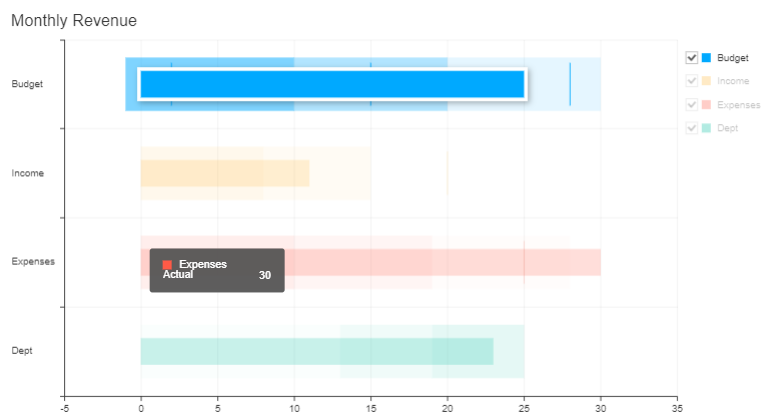 Monthly Revenue
Budget
Income
Expenses
Dept
Expenses
Actual 30
-5 0 5 10 15 20 25 30 35
Budget
Income
Expenses
Dept